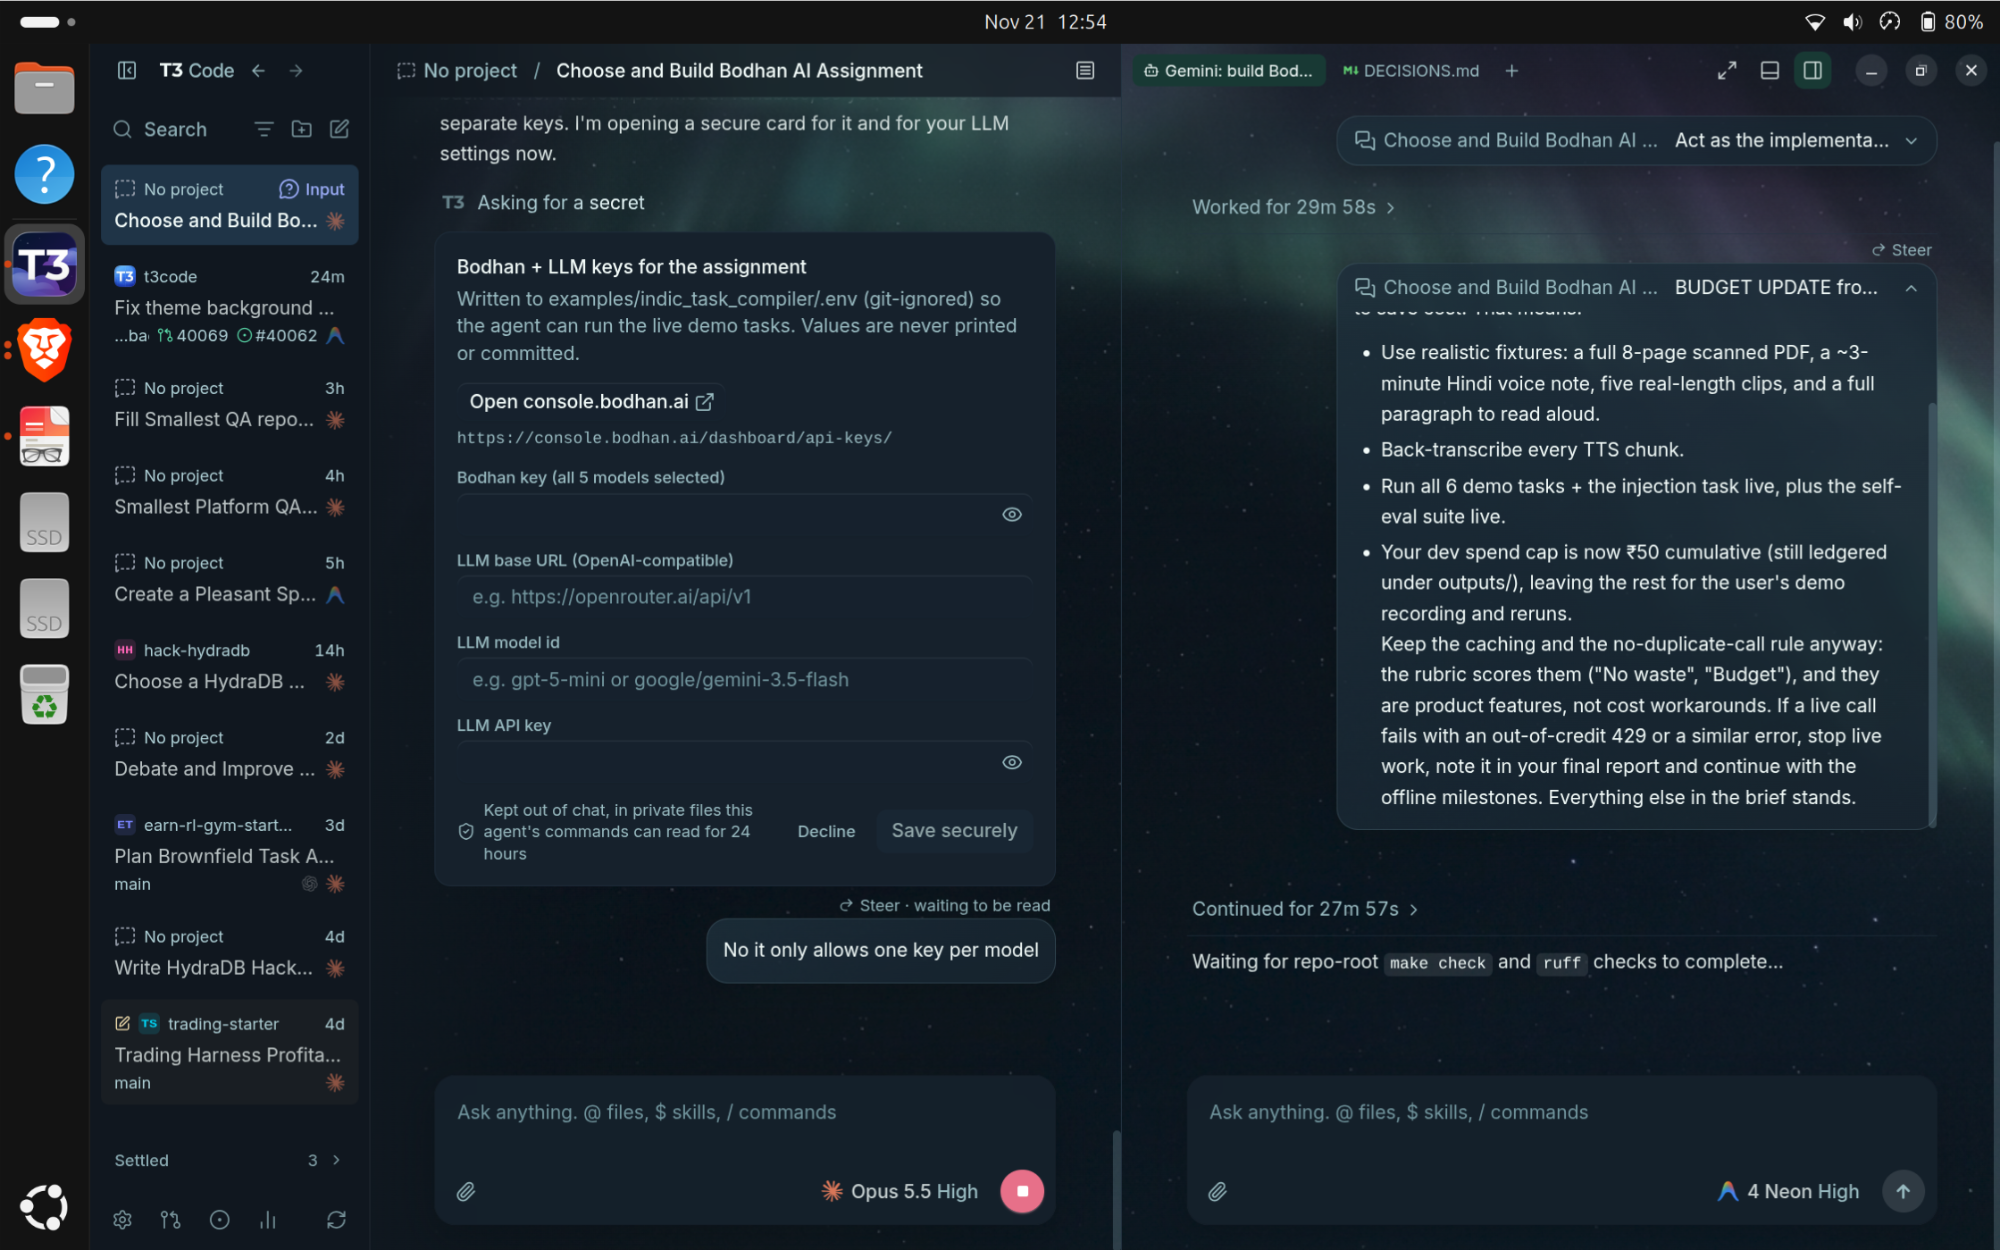 Nov 21 12:54
80%
T3 Code
Search
No project
Input
Choose and Build Bo...
T3 t3code 24m
Fix theme background ...
...ba 40069 #40062
No project 3h
Fill Smallest QA repo...
No project 4h
Smallest Platform QA...
No project 5h
Create a Pleasant Sp...
HH hack-hydradb 14h
Choose a HydraDB ...
No project 2d
Debate and Improve ...
ET earn-rl-gym-start... 3d
Plan Brownfield Task A...
main
No project 4d
Write HydraDB Hack...
TS trading-starter 4d
Trading Harness Profita...
main
Settled 3
T3
SSD
SSD
No project / Choose and Build Bodhan AI Assignment
separate keys. I'm opening a secure card for it and for your LLM
settings now.
T3 Asking for a secret
Bodhan + LLM keys for the assignment
Written to examples/indic_task_compiler/.env (git-ignored) so
the agent can run the live demo tasks. Values are never printed
or committed.
Open console.bodhan.ai
https://console.bodhan.ai/dashboard/api-keys/
Bodhan key (all 5 models selected)
LLM base URL (OpenAI-compatible)
e.g. https://openrouter.ai/api/v1
LLM model id
e.g. gpt-5-mini or google/gemini-3.5-flash
LLM API key
Kept out of chat, in private files this
agent's commands can read for 24
hours
Decline
Save securely
Steer · waiting to be read
No it only allows one key per model
Ask anything. @ files, $ skills, / commands
Opus 5.5 High
Gemini: build Bod...
M↓ DECISIONS.md
Choose and Build Bodhan AI ... Act as the implementa...
Worked for 29m 58s
Steer
Choose and Build Bodhan AI ... BUDGET UPDATE fro...
to save cost. That means:
• Use realistic fixtures: a full 8-page scanned PDF, a ~3-
minute Hindi voice note, five real-length clips, and a full
paragraph to read aloud.
• Back-transcribe every TTS chunk.
• Run all 6 demo tasks + the injection task live, plus the self-
eval suite live.
• Your dev spend cap is now ₹50 cumulative (still ledgered
under outputs/), leaving the rest for the user's demo
recording and reruns.
Keep the caching and the no-duplicate-call rule anyway:
the rubric scores them ("No waste", "Budget"), and they
are product features, not cost workarounds. If a live call
fails with an out-of-credit 429 or a similar error, stop live
work, note it in your final report and continue with the
offline milestones. Everything else in the brief stands.
Continued for 27m 57s
Waiting for repo-root make check and ruff checks to complete...
Ask anything. @ files, $ skills, / commands
4 Neon High